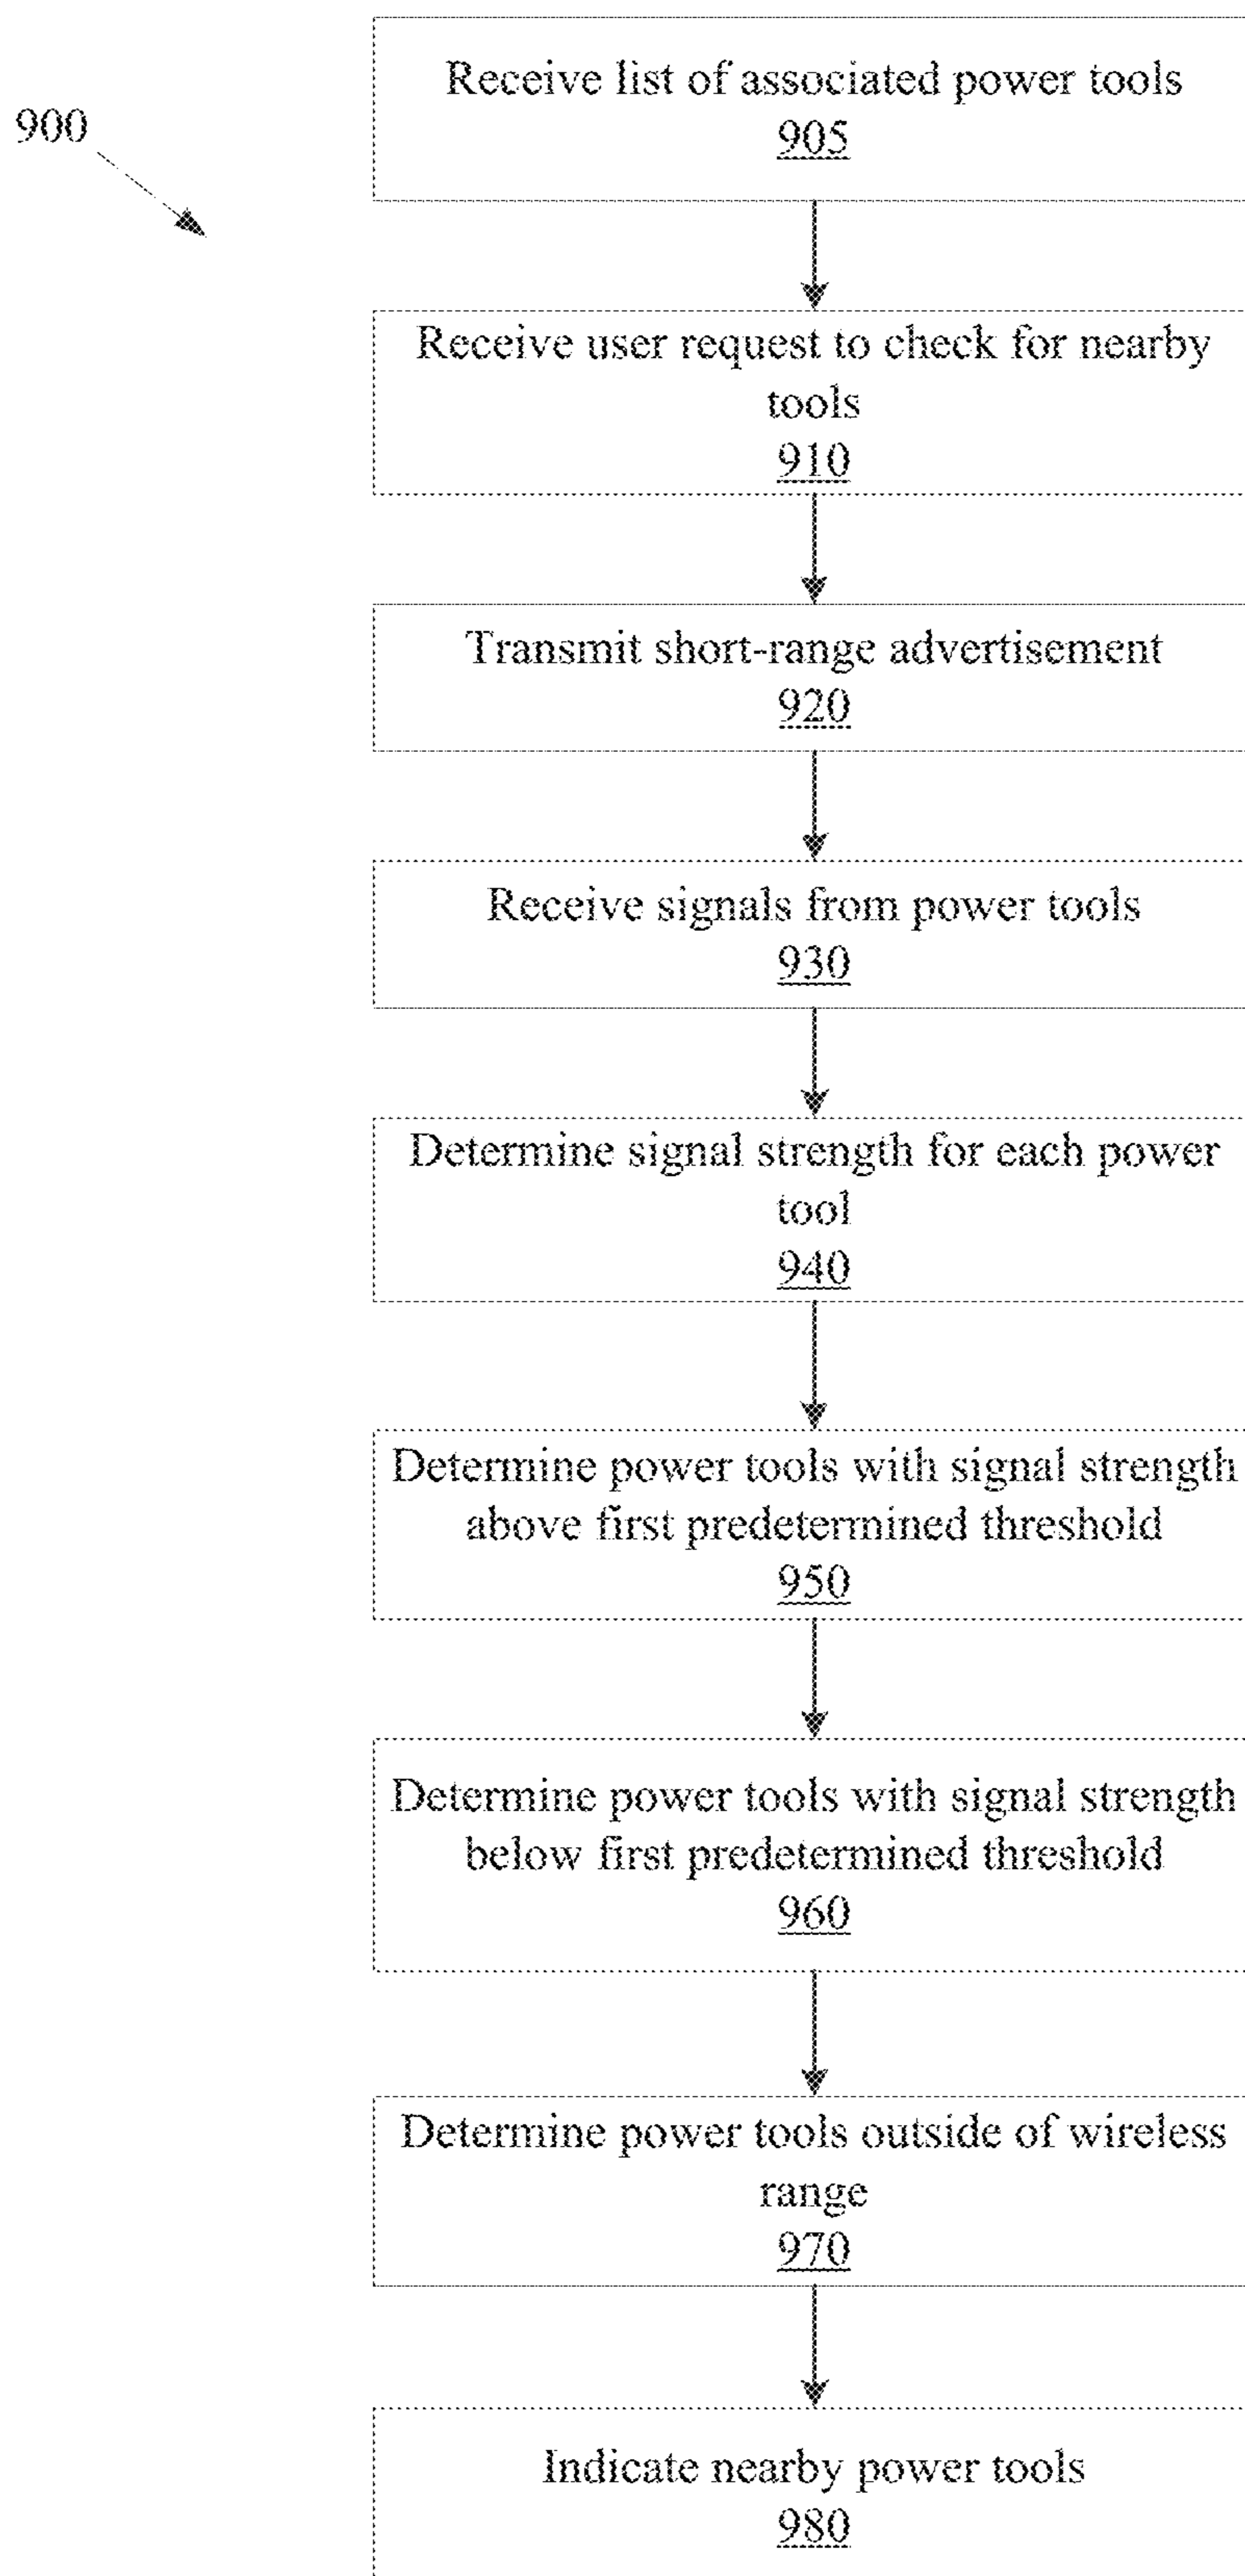 Receive list of associated power tools
905
900
Receive user request to check for nearby
tools
910
Transmit short-range advertisement
920
Receive signals from power tools
930
Determine signal strength for each power
tool
940
Determine power tools with signal strength
above first predetermined threshold
950
Determine power tools with signal strength
below first predetermined threshold
960
Determine power tools outside of wireless
range
970
Indicate nearby power tools
980